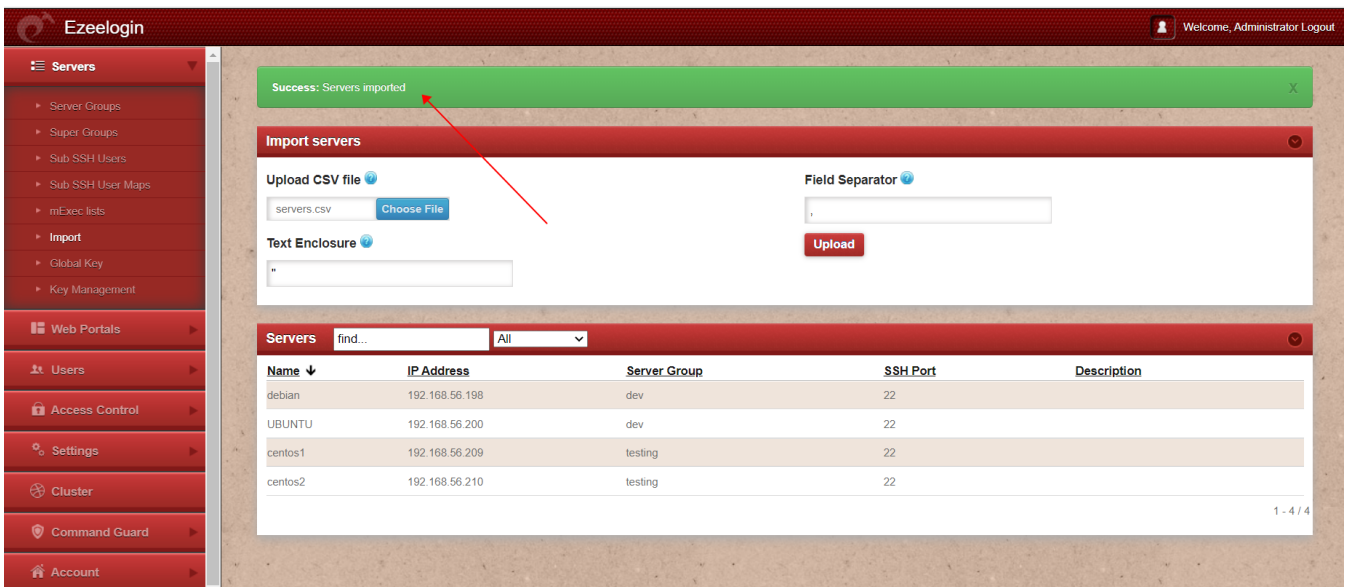 Ezeelogin
Welcome, Administrator Logout
Servers
Server Groups
Super Groups
Sub SSH Users
Sub SSH User Maps
mExec lists
Import
Global Key
Key Management
Web Portals
Users
Access Control
Settings
Cluster
Command Guard
Account
Success: Servers imported
X
Import servers
Upload CSV file
servers.csv Choose File
Text Enclosure
"
Field Separator
,
Upload
Servers find... All
Name IP Address Server Group SSH Port Description
debian 192.168.56.198 dev 22
UBUNTU 192.168.56.200 dev 22
centos1 192.168.56.209 testing 22
centos2 192.168.56.210 testing 22
1 - 4 / 4